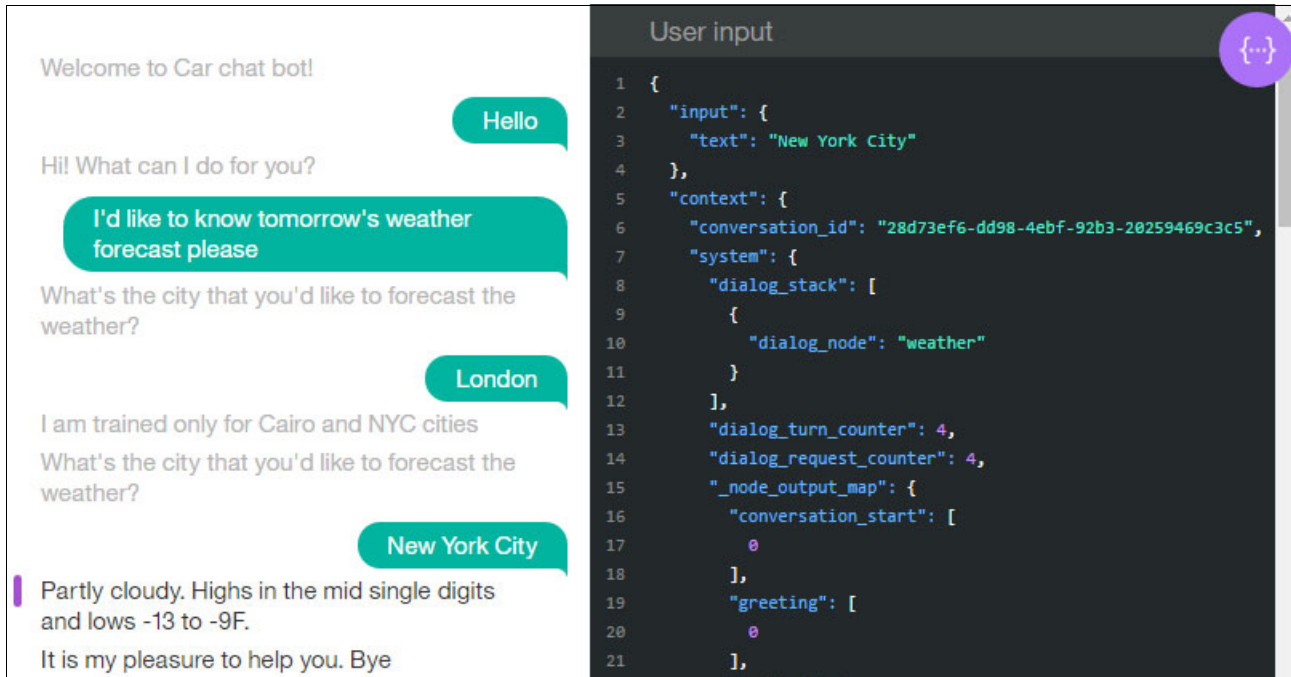 Welcome to Car chat bot!
Hello
Hi! What can I do for you?
I'd like to know tomorrow's weather
forecast please
What's the city that you'd like to forecast the
weather?
London
I am trained only for Cairo and NYC cities
What's the city that you'd like to forecast the
weather?
New York City
Partly cloudy. Highs in the mid single digits
and lows -13 to -9F.
It is my pleasure to help you. Bye
User input
{···}
1 {
2 "input": {
3 "text": "New York City"
4 },
5 "context": {
6 "conversation_id": "28d73ef6-dd98-4ebf-92b3-20259469c3c5",
7 "system": {
8 "dialog_stack": [
9 {
10 "dialog_node": "weather"
11 }
12 ],
13 "dialog_turn_counter": 4,
14 "dialog_request_counter": 4,
15 "_node_output_map": {
16 "conversation_start": [
17 0
18 ],
19 "greeting": [
20 0
21 ],